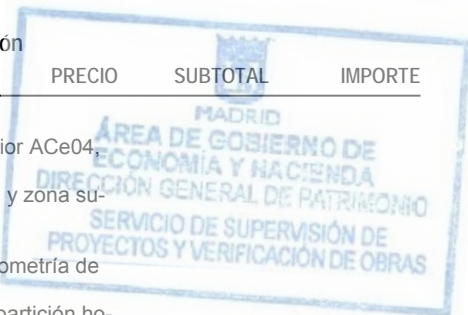 ón
PRECIO SUBTOTAL IMPORTE
MADRID
ior ACe04,
ÁREA DE GOBIERNO DE
ECONOMÍA Y HACIENDA
y zona su-
DIRECCIÓN GENERAL DE PATRIMONIO
SERVICIO DE SUPERVISIÓN DE
PROYECTOS Y VERIFICACIÓN DE OBRAS
ometría de
partición ho-